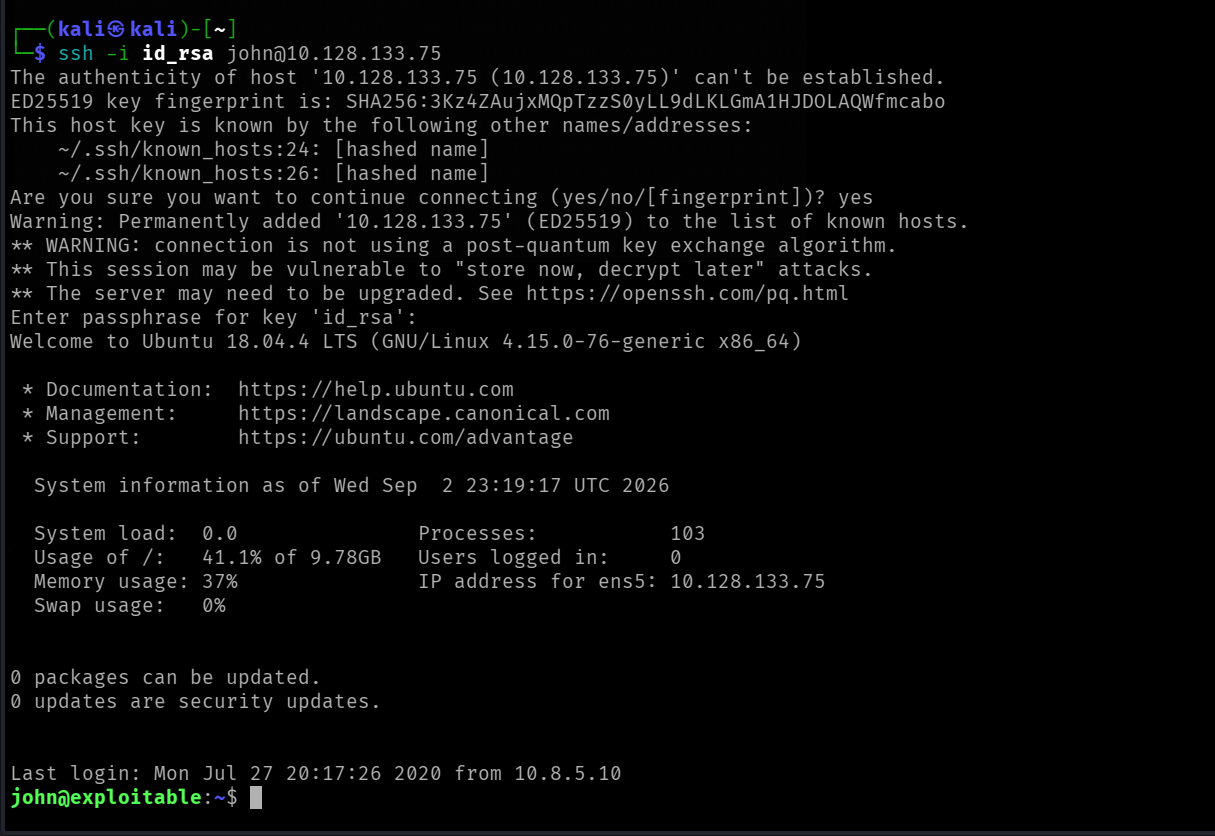 ┌──(kali㉿kali)-[~]
└─$ ssh -i id_rsa john@10.128.133.75
The authenticity of host '10.128.133.75 (10.128.133.75)' can't be established.
ED25519 key fingerprint is: SHA256:3Kz4ZAujxMQpTzzS0yLL9dLKLGmA1HJDOLAQWfmcabo
This host key is known by the following other names/addresses:
    ~/.ssh/known_hosts:24: [hashed name]
    ~/.ssh/known_hosts:26: [hashed name]
Are you sure you want to continue connecting (yes/no/[fingerprint])? yes
Warning: Permanently added '10.128.133.75' (ED25519) to the list of known hosts.
** WARNING: connection is not using a post-quantum key exchange algorithm.
** This session may be vulnerable to "store now, decrypt later" attacks.
** The server may need to be upgraded. See https://openssh.com/pq.html
Enter passphrase for key 'id_rsa':
Welcome to Ubuntu 18.04.4 LTS (GNU/Linux 4.15.0-76-generic x86_64)

 * Documentation:  https://help.ubuntu.com
 * Management:     https://landscape.canonical.com
 * Support:        https://ubuntu.com/advantage

  System information as of Wed Sep  2 23:19:17 UTC 2026

  System load:  0.0               Processes:           103
  Usage of /:   41.1% of 9.78GB   Users logged in:     0
  Memory usage: 37%               IP address for ens5: 10.128.133.75
  Swap usage:   0%


0 packages can be updated.
0 updates are security updates.


Last login: Mon Jul 27 20:17:26 2020 from 10.8.5.10
john@exploitable:~$